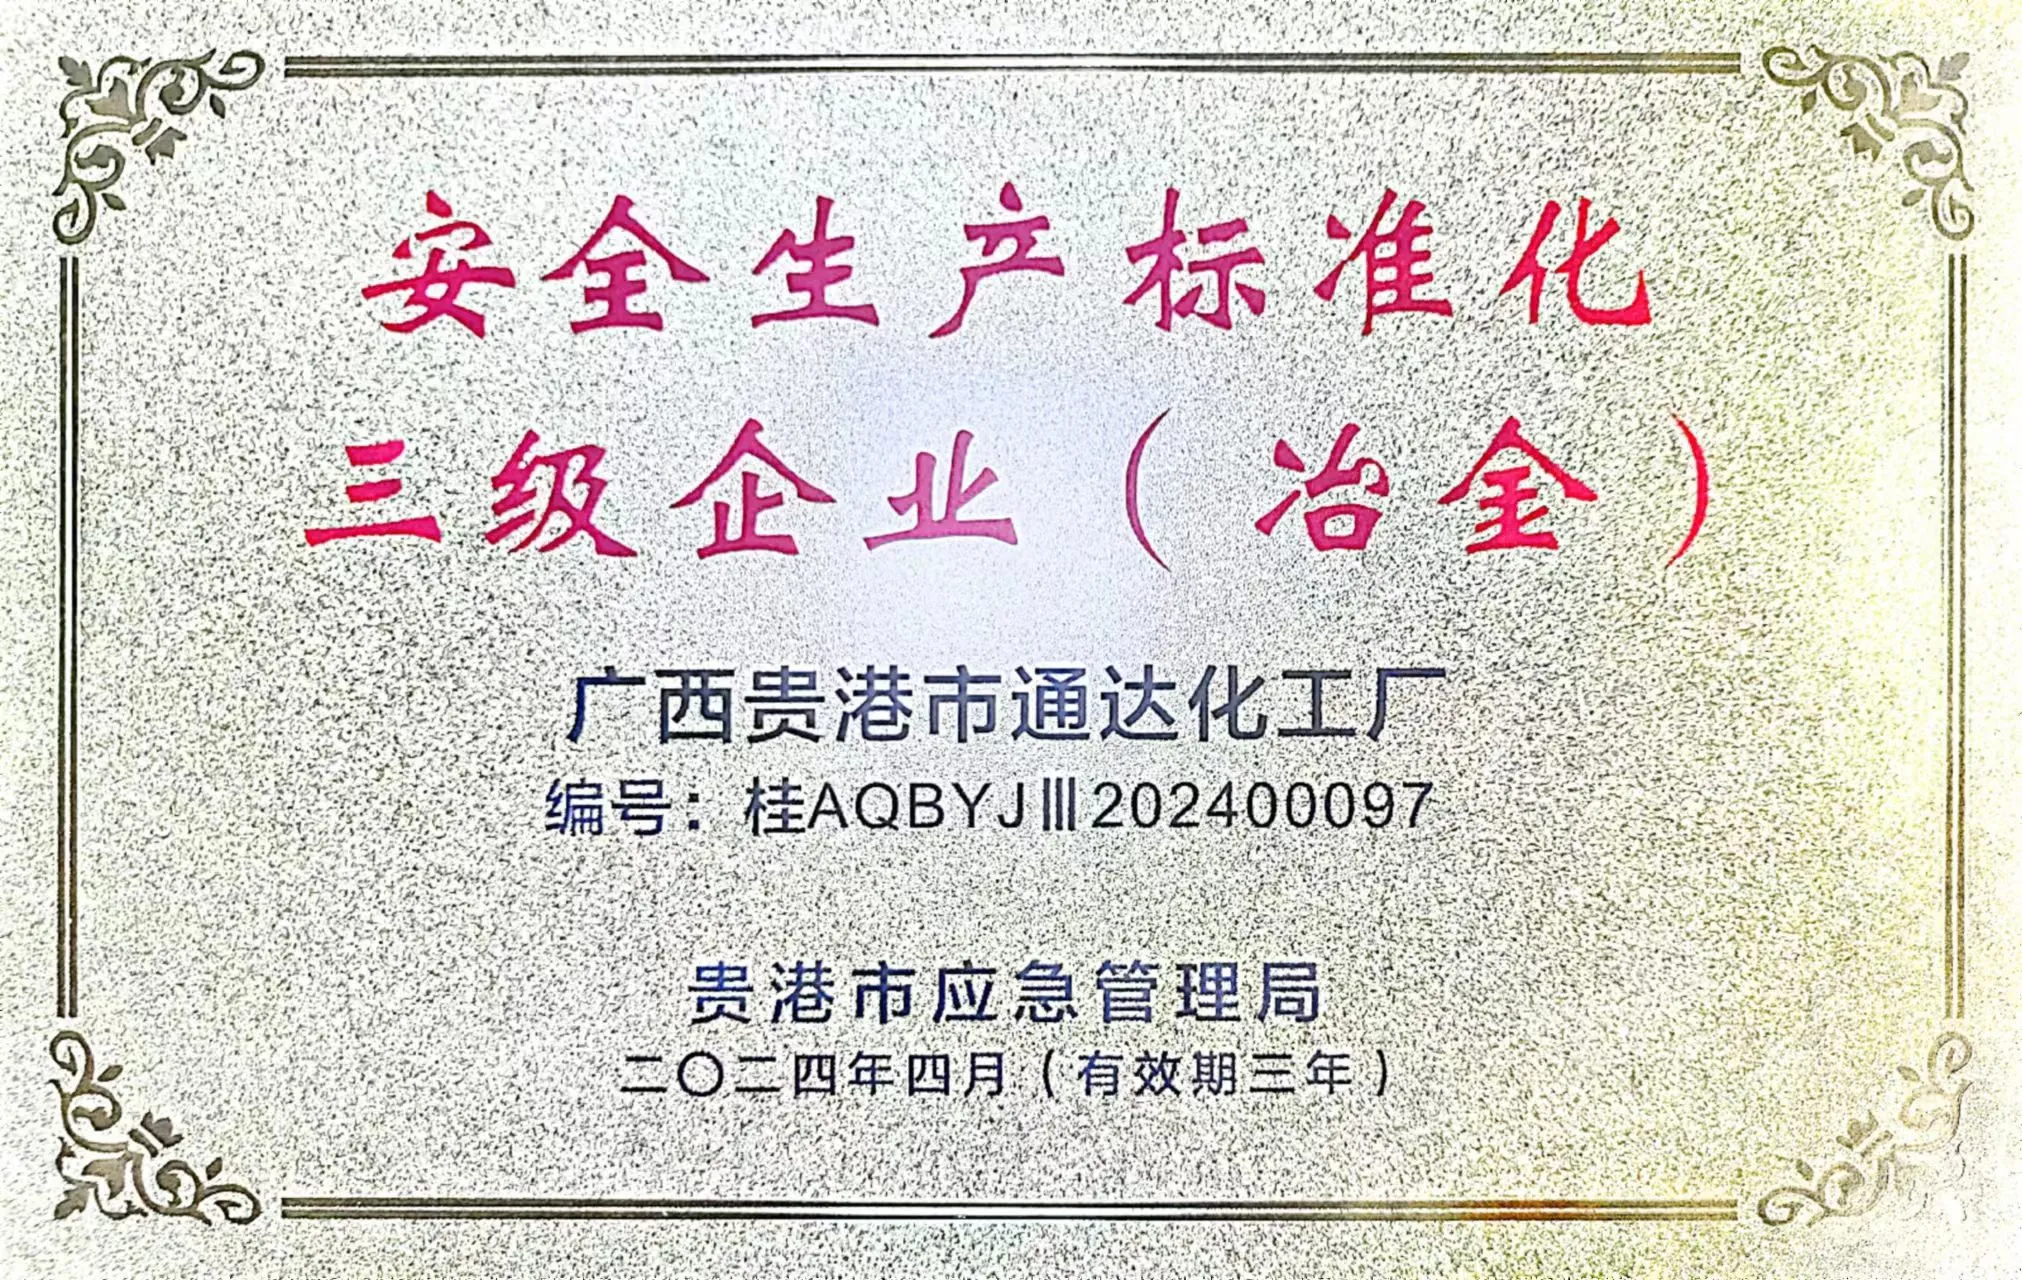 安全生产标准化
三级企业（冶金）
广西贵港市通达化工厂
编号：桂AQBYJⅢ202400097
贵港市应急管理局
二〇二四年四月（有效期三年）